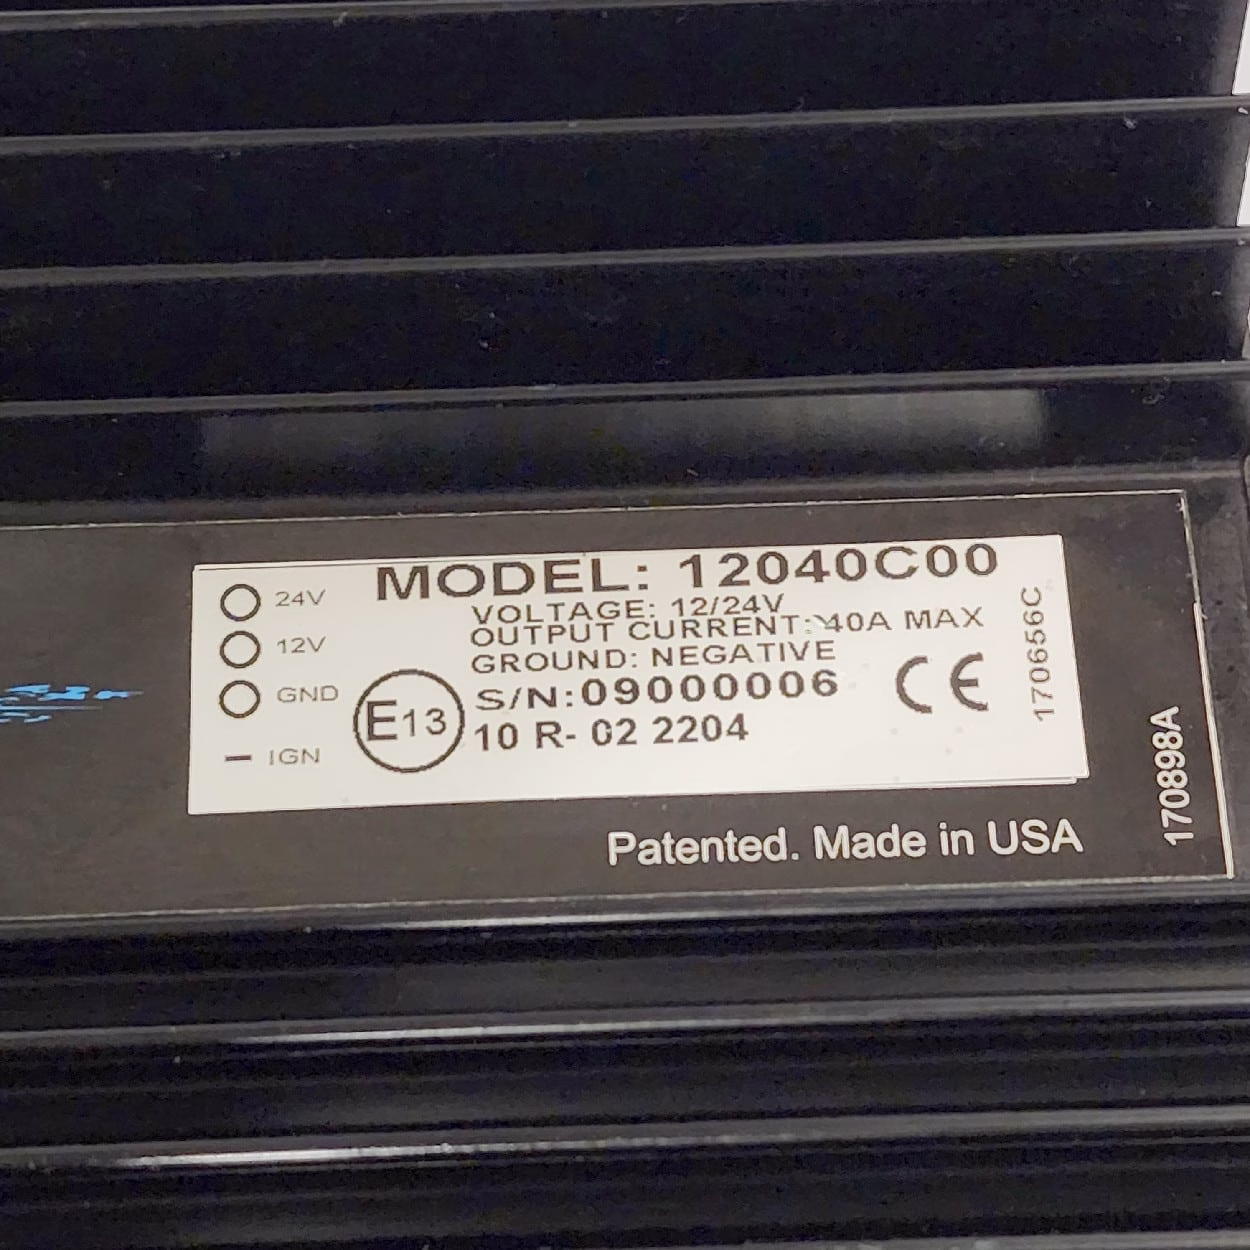 24V
12V
GND
IGN
MODEL: 12040C00
VOLTAGE: 12/24V
OUTPUT CURRENT: 40A MAX
GROUND: NEGATIVE
S/N:09000006
10 R- 02 2204
E13
CE
170656C
Patented. Made in USA
170898A